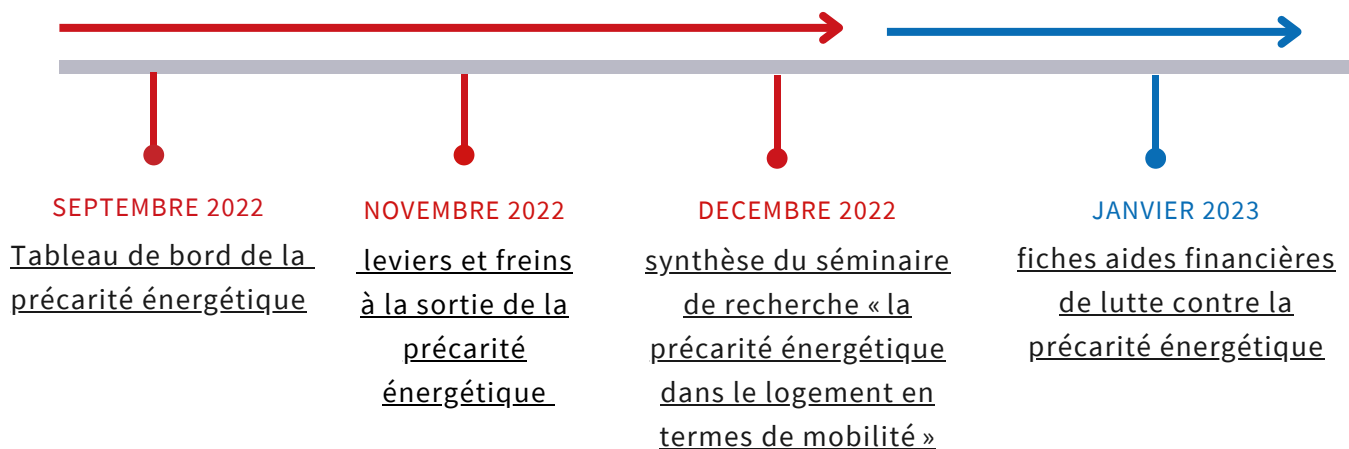 SEPTEMBRE 2022
Tableau de bord de la
précarité énergétique
NOVEMBRE 2022
leviers et freins
à la sortie de la
précarité
énergétique
DECEMBRE 2022
synthèse du séminaire
de recherche « la
précarité énergétique
dans le logement en
termes de mobilité »
JANVIER 2023
fiches aides financières
de lutte contre la
précarité énergétique